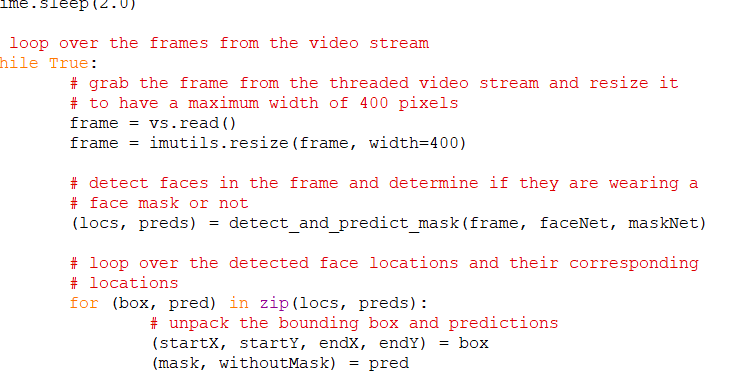 ime.sleep(2.0)
loop over the frames from the video stream
hile True:
# grab the frame from the threaded video stream and resize it
# to have a maximum width of 400 pixels
frame = vs.read()
frame = imutils.resize(frame, width=400)
# detect faces in the frame and determine if they are wearing a
# face mask or not
(locs, preds) = detect_and_predict_mask(frame, faceNet, maskNet)
# loop over the detected face locations and their corresponding
# locations
for (box, pred) in zip(locs, preds):
# unpack the bounding box and predictions
(startX, startY, endX, endY) = box
(mask, withoutMask) = pred